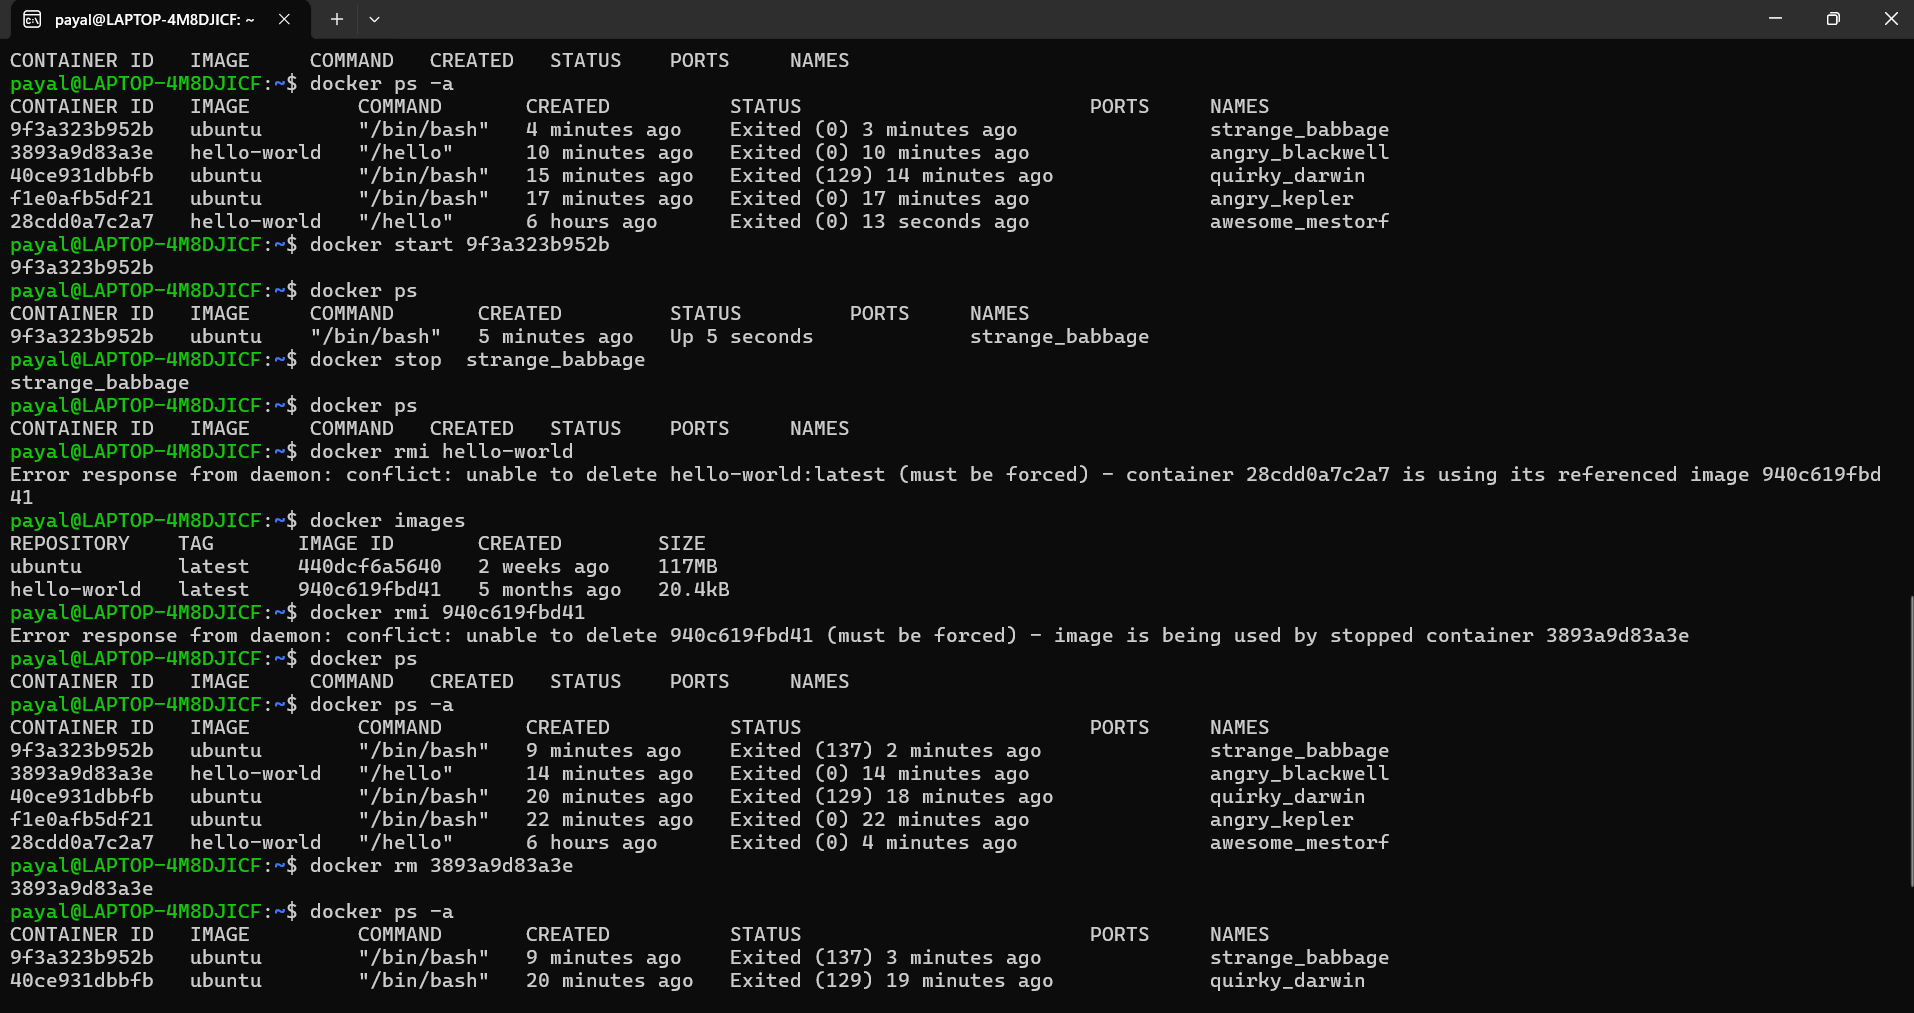 payal@LAPTOP-4M8DJICF: ~
CONTAINER ID   IMAGE     COMMAND   CREATED   STATUS    PORTS     NAMES
payal@LAPTOP-4M8DJICF:~$ docker ps -a
CONTAINER ID   IMAGE         COMMAND       CREATED          STATUS                        PORTS     NAMES
9f3a323b952b   ubuntu        "/bin/bash"   4 minutes ago    Exited (0) 3 minutes ago                strange_babbage
3893a9d83a3e   hello-world   "/hello"      10 minutes ago   Exited (0) 10 minutes ago               angry_blackwell
40ce931dbbfb   ubuntu        "/bin/bash"   15 minutes ago   Exited (129) 14 minutes ago             quirky_darwin
f1e0afb5df21   ubuntu        "/bin/bash"   17 minutes ago   Exited (0) 17 minutes ago               angry_kepler
28cdd0a7c2a7   hello-world   "/hello"      6 hours ago      Exited (0) 13 seconds ago               awesome_mestorf
payal@LAPTOP-4M8DJICF:~$ docker start 9f3a323b952b
9f3a323b952b
payal@LAPTOP-4M8DJICF:~$ docker ps
CONTAINER ID   IMAGE     COMMAND       CREATED         STATUS         PORTS     NAMES
9f3a323b952b   ubuntu    "/bin/bash"   5 minutes ago   Up 5 seconds             strange_babbage
payal@LAPTOP-4M8DJICF:~$ docker stop  strange_babbage
strange_babbage
payal@LAPTOP-4M8DJICF:~$ docker ps
CONTAINER ID   IMAGE     COMMAND   CREATED   STATUS    PORTS     NAMES
payal@LAPTOP-4M8DJICF:~$ docker rmi hello-world
Error response from daemon: conflict: unable to delete hello-world:latest (must be forced) - container 28cdd0a7c2a7 is using its referenced image 940c619fbd
41
payal@LAPTOP-4M8DJICF:~$ docker images
REPOSITORY    TAG       IMAGE ID       CREATED        SIZE
ubuntu        latest    440dcf6a5640   2 weeks ago    117MB
hello-world   latest    940c619fbd41   5 months ago   20.4kB
payal@LAPTOP-4M8DJICF:~$ docker rmi 940c619fbd41
Error response from daemon: conflict: unable to delete 940c619fbd41 (must be forced) - image is being used by stopped container 3893a9d83a3e
payal@LAPTOP-4M8DJICF:~$ docker ps
CONTAINER ID   IMAGE     COMMAND   CREATED   STATUS    PORTS     NAMES
payal@LAPTOP-4M8DJICF:~$ docker ps -a
CONTAINER ID   IMAGE         COMMAND       CREATED          STATUS                        PORTS     NAMES
9f3a323b952b   ubuntu        "/bin/bash"   9 minutes ago    Exited (137) 2 minutes ago              strange_babbage
3893a9d83a3e   hello-world   "/hello"      14 minutes ago   Exited (0) 14 minutes ago               angry_blackwell
40ce931dbbfb   ubuntu        "/bin/bash"   20 minutes ago   Exited (129) 18 minutes ago             quirky_darwin
f1e0afb5df21   ubuntu        "/bin/bash"   22 minutes ago   Exited (0) 22 minutes ago               angry_kepler
28cdd0a7c2a7   hello-world   "/hello"      6 hours ago      Exited (0) 4 minutes ago                awesome_mestorf
payal@LAPTOP-4M8DJICF:~$ docker rm 3893a9d83a3e
3893a9d83a3e
payal@LAPTOP-4M8DJICF:~$ docker ps -a
CONTAINER ID   IMAGE         COMMAND       CREATED          STATUS                        PORTS     NAMES
9f3a323b952b   ubuntu        "/bin/bash"   9 minutes ago    Exited (137) 3 minutes ago              strange_babbage
40ce931dbbfb   ubuntu        "/bin/bash"   20 minutes ago   Exited (129) 19 minutes ago             quirky_darwin